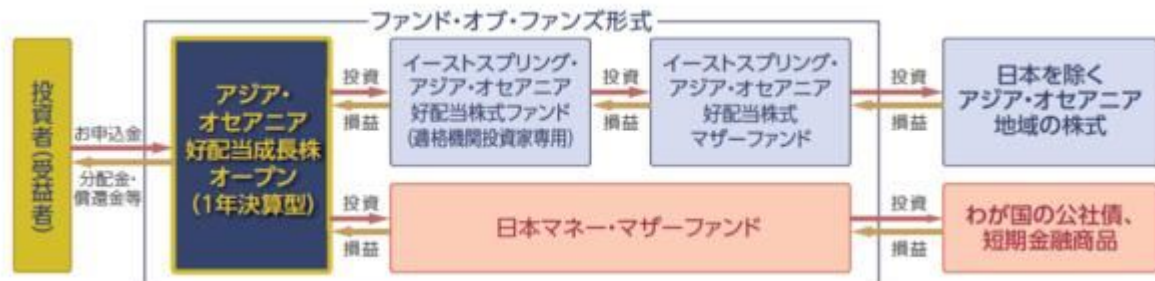 ファンド・オブ・ファンズ形式
投資者(受益者)
お申込金
分配金・
償還金等
アジア・
オセアニア
好配当成長株
オープン
(1年決算型)
投資
損益
イーストスプリング・
アジア・オセアニア
好配当株式ファンド
(適格機関投資家専用)
投資
損益
イーストスプリング・
アジア・オセアニア
好配当株式
マザーファンド
投資
損益
日本を除く
アジア・オセアニア
地域の株式
投資
損益
日本マネー・マザーファンド
投資
損益
わが国の公社債、
短期金融商品